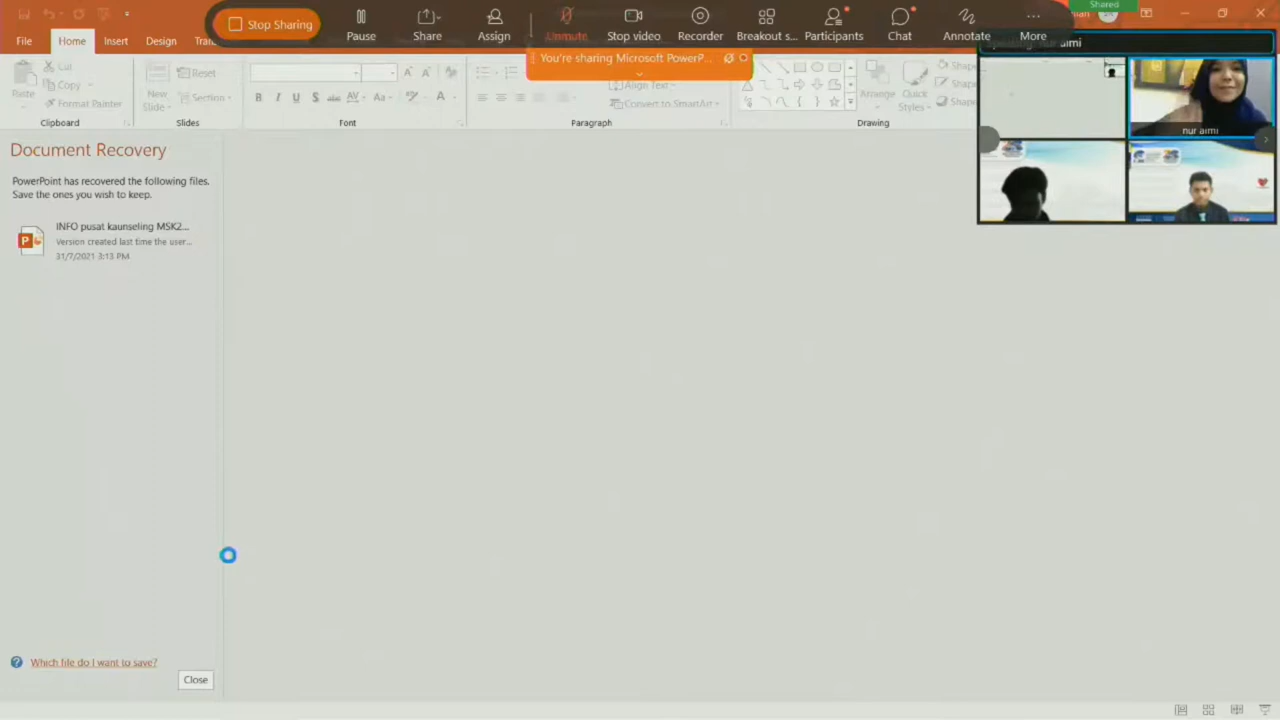 Shared
Stop Sharing
Pause
Share
Assign
Unmute
Stop video
Recorder
Breakout s...
Participants
Chat
Annotate
More
You're sharing Microsoft PowerP...
File
Home
Insert
Design
Paste
Cut
Copy
Format Painter
Clipboard
New
Slide
Reset
Section
Slides
B I U S abc AV Aa A
Font
Align Text
Convert to SmartArt
Paragraph
Arrange
Quick
Styles
Drawing
nur aimi
Document Recovery
PowerPoint has recovered the following files.
Save the ones you wish to keep.
INFO pusat kaunseling MSK2...
Version created last time the user...
31/7/2021 3:13 PM
Which file do I want to save?
Close